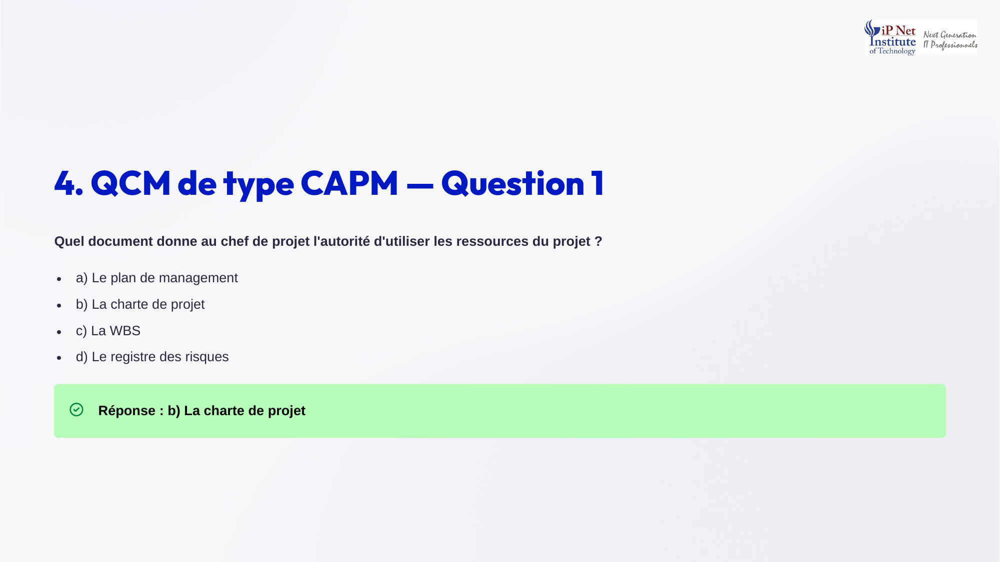 iP Net
Institute
of Technology
Next Generation
IT Professionnels
4. QCM de type CAPM — Question 1
Quel document donne au chef de projet l'autorité d'utiliser les ressources du projet ?
• a) Le plan de management
• b) La charte de projet
• c) La WBS
• d) Le registre des risques
Réponse : b) La charte de projet